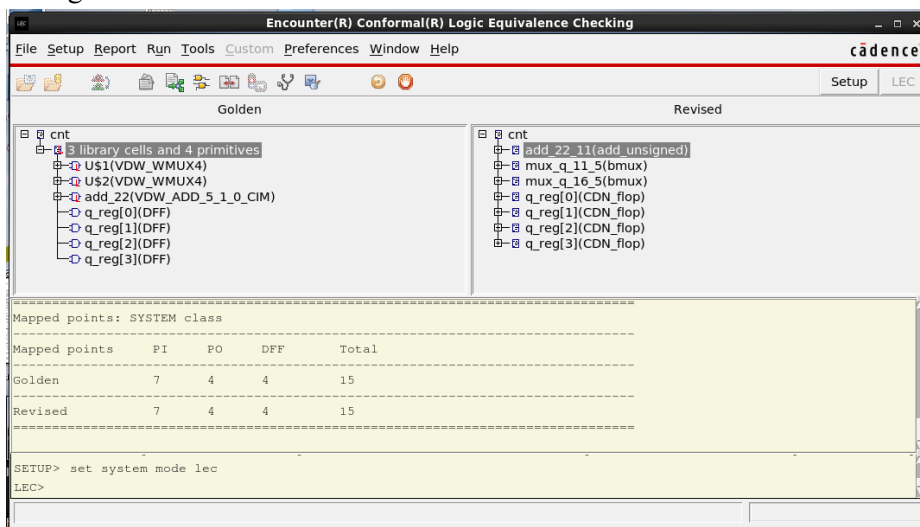 Encounter(R) Conformal(R) Logic Equivalence Checking
File Setup Report Run Tools Custom Preferences Window Help
cādence
Setup LEC
Golden Revised
cnt
3 library cells and 4 primitives
U$1(VDW_WMUX4)
U$2(VDW_WMUX4)
add_22(VDW_ADD_5_1_0_CIM)
q_reg[0](DFF)
q_reg[1](DFF)
q_reg[2](DFF)
q_reg[3](DFF)
cnt
add_22_11(add_unsigned)
mux_q_11_5(bmux)
mux_q_16_5(bmux)
q_reg[0](CDN_flop)
q_reg[1](CDN_flop)
q_reg[2](CDN_flop)
q_reg[3](CDN_flop)
Mapped points: SYSTEM class
Mapped points PI PO DFF Total
Golden 7 4 4 15
Revised 7 4 4 15
SETUP> set system mode lec
LEC>